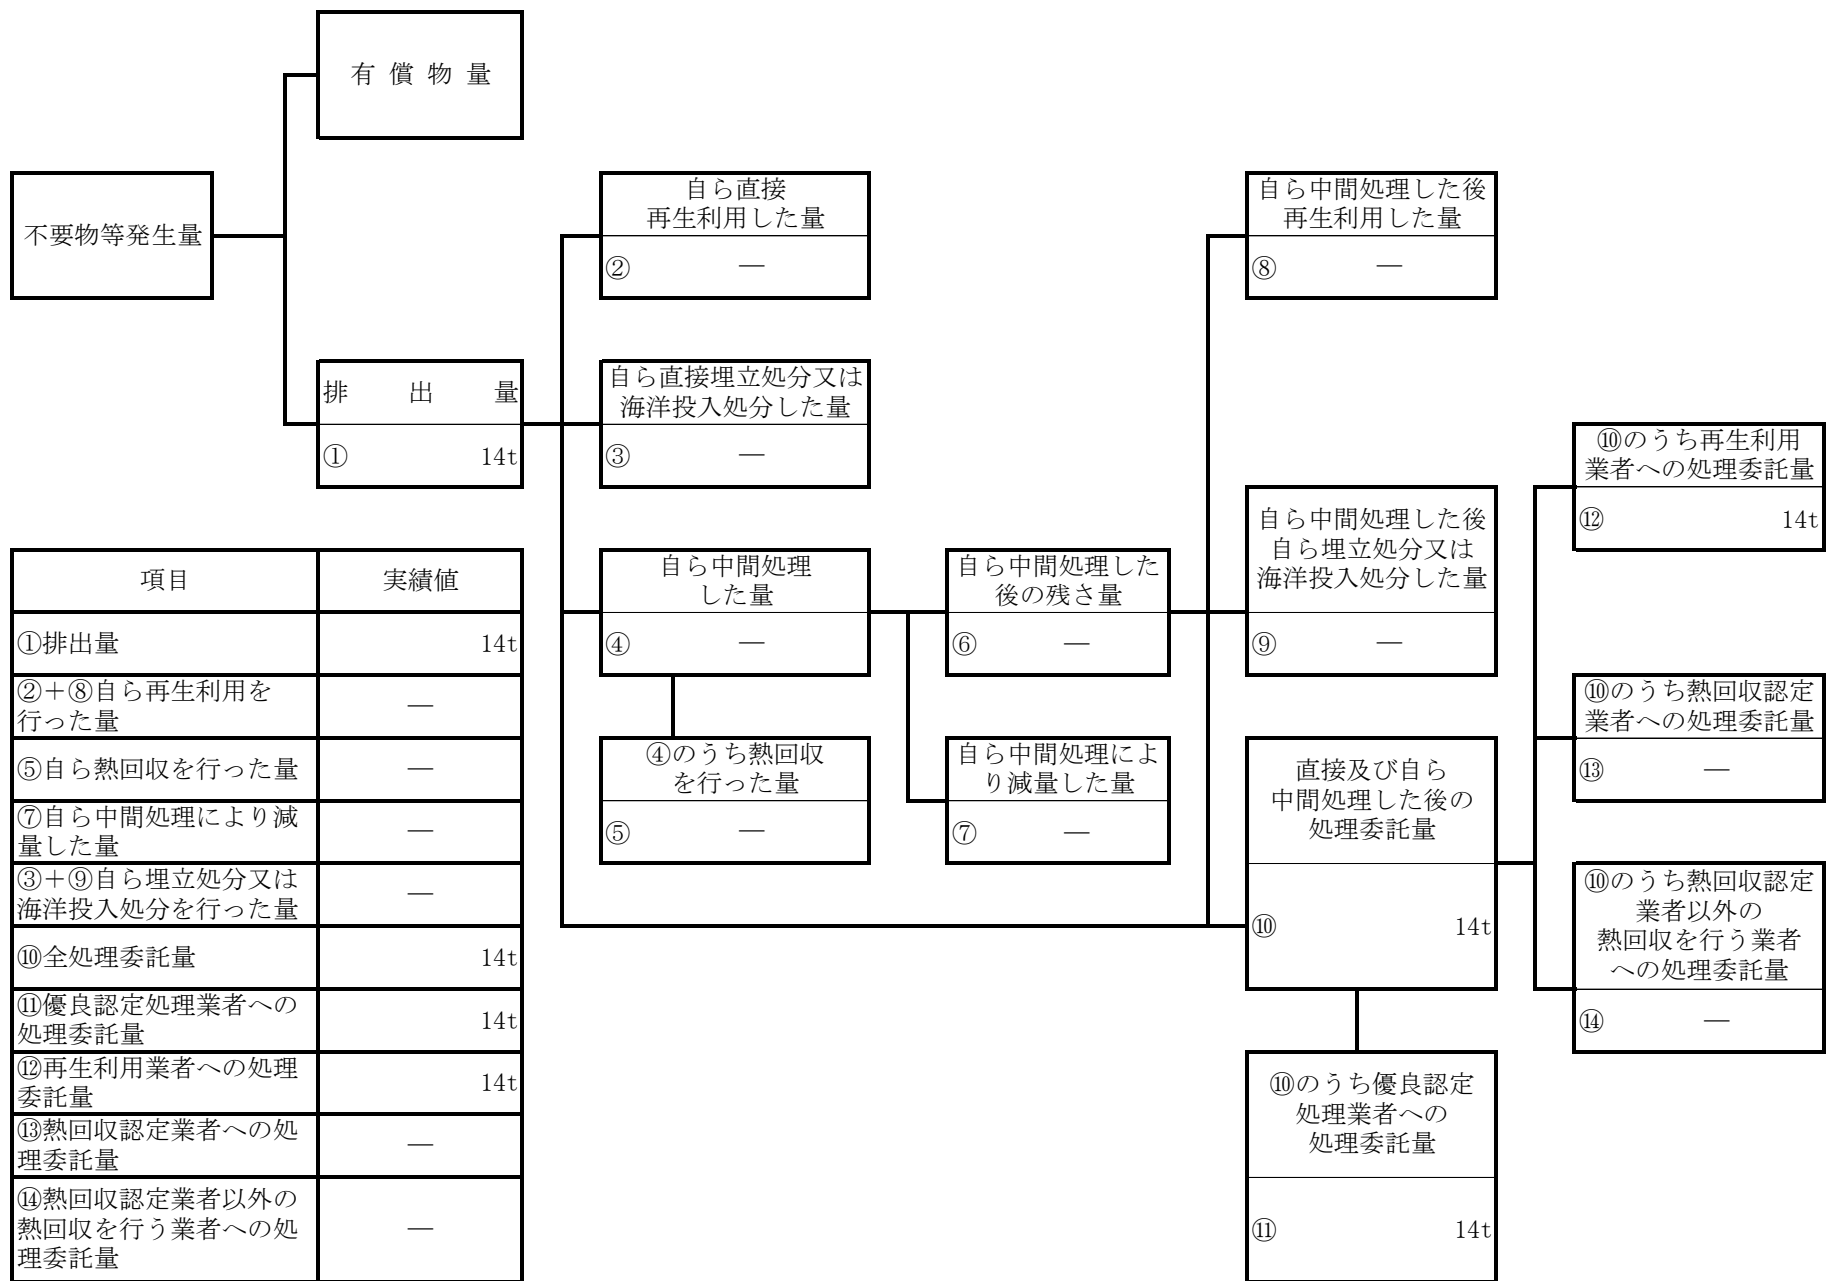 有償物量
不要物等発生量
排出量
① 14t
自ら直接
再生利用した量
② ―
自ら直接埋立処分又は
海洋投入処分した量
③ ―
自ら中間処理
した量
④ ―
④のうち熱回収
を行った量
⑤ ―
自ら中間処理した
後の残さ量
⑥ ―
自ら中間処理によ
り減量した量
⑦ ―
自ら中間処理した後
再生利用した量
⑧ ―
自ら中間処理した後
自ら埋立処分又は
海洋投入処分した量
⑨ ―
直接及び自ら
中間処理した後の
処理委託量
⑩ 14t
⑩のうち優良認定
処理業者への
処理委託量
⑪ 14t
⑩のうち再生利用
業者への処理委託量
⑫ 14t
⑩のうち熱回収認定
業者への処理委託量
⑬ ―
⑩のうち熱回収認定
業者以外の
熱回収を行う業者
への処理委託量
⑭ ―
項目 実績値
①排出量 14t
②＋⑧自ら再生利用を
行った量 ―
⑤自ら熱回収を行った量 ―
⑦自ら中間処理により減
量した量 ―
③＋⑨自ら埋立処分又は
海洋投入処分を行った量 ―
⑩全処理委託量 14t
⑪優良認定処理業者への
処理委託量 14t
⑫再生利用業者への処理
委託量 14t
⑬熱回収認定業者への処
理委託量 ―
⑭熱回収認定業者以外の
熱回収を行う業者への処
理委託量 ―